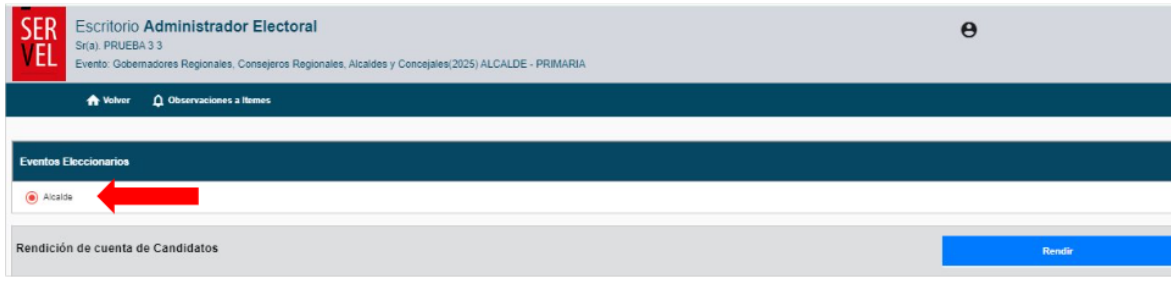 SER
VEL
Escritorio Administrador Electoral
Sr(a). PRUEBA 3 3
Evento: Gobernadores Regionales, Consejeros Regionales, Alcaldes y Concejales(2025) ALCALDE - PRIMARIA
Volver Observaciones a Itemes
Eventos Eleccionarios
Alcalde
Rendición de cuenta de Candidatos
Rendir